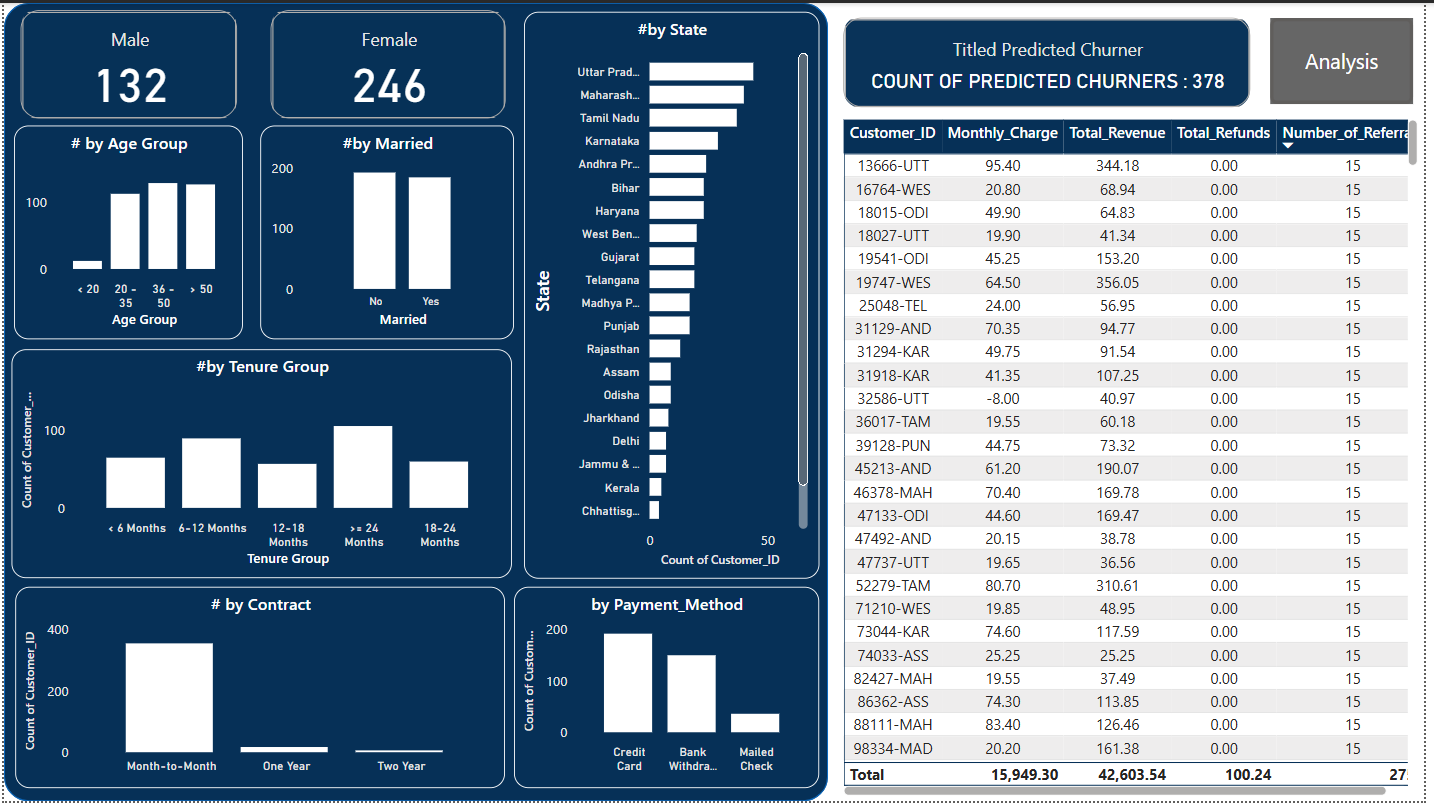 Male
132
Female
246
# by Age Group
100
0
< 20
20 -
35
36 -
50
> 50
Age Group
#by Married
200
100
0
No
Yes
Married
#by Tenure Group
Count of Customer_...
100
0
< 6 Months
6-12 Months
12-18
Months
>= 24
Months
18-24
Months
Tenure Group
# by Contract
Count of Customer_ID
400
200
0
Month-to-Month
One Year
Two Year
#by State
State
Uttar Prad...
Maharash...
Tamil Nadu
Karnataka
Andhra Pr...
Bihar
Haryana
West Ben...
Gujarat
Telangana
Madhya P...
Punjab
Rajasthan
Assam
Odisha
Jharkhand
Delhi
Jammu & ...
Kerala
Chhattisg...
0
50
Count of Customer_ID
by Payment_Method
Count of Custom...
200
100
0
Credit
Card
Bank
Withdra...
Mailed
Check
Titled Predicted Churner
COUNT OF PREDICTED CHURNERS : 378
Analysis
Customer_ID Monthly_Charge Total_Revenue Total_Refunds Number_of_Referra
13666-UTT 95.40 344.18 0.00 15
16764-WES 20.80 68.94 0.00 15
18015-ODI 49.90 64.83 0.00 15
18027-UTT 19.90 41.34 0.00 15
19541-ODI 45.25 153.20 0.00 15
19747-WES 64.50 356.05 0.00 15
25048-TEL 24.00 56.95 0.00 15
31129-AND 70.35 94.77 0.00 15
31294-KAR 49.75 91.54 0.00 15
31918-KAR 41.35 107.25 0.00 15
32586-UTT -8.00 40.97 0.00 15
36017-TAM 19.55 60.18 0.00 15
39128-PUN 44.75 73.32 0.00 15
45213-AND 61.20 190.07 0.00 15
46378-MAH 70.40 169.78 0.00 15
47133-ODI 44.60 169.47 0.00 15
47492-AND 20.15 38.78 0.00 15
47737-UTT 19.65 36.56 0.00 15
52279-TAM 80.70 310.61 0.00 15
71210-WES 19.85 48.95 0.00 15
73044-KAR 74.60 117.59 0.00 15
74033-ASS 25.25 25.25 0.00 15
82427-MAH 19.55 37.49 0.00 15
86362-ASS 74.30 113.85 0.00 15
88111-MAH 83.40 126.46 0.00 15
98334-MAD 20.20 161.38 0.00 15
Total 15,949.30 42,603.54 100.24